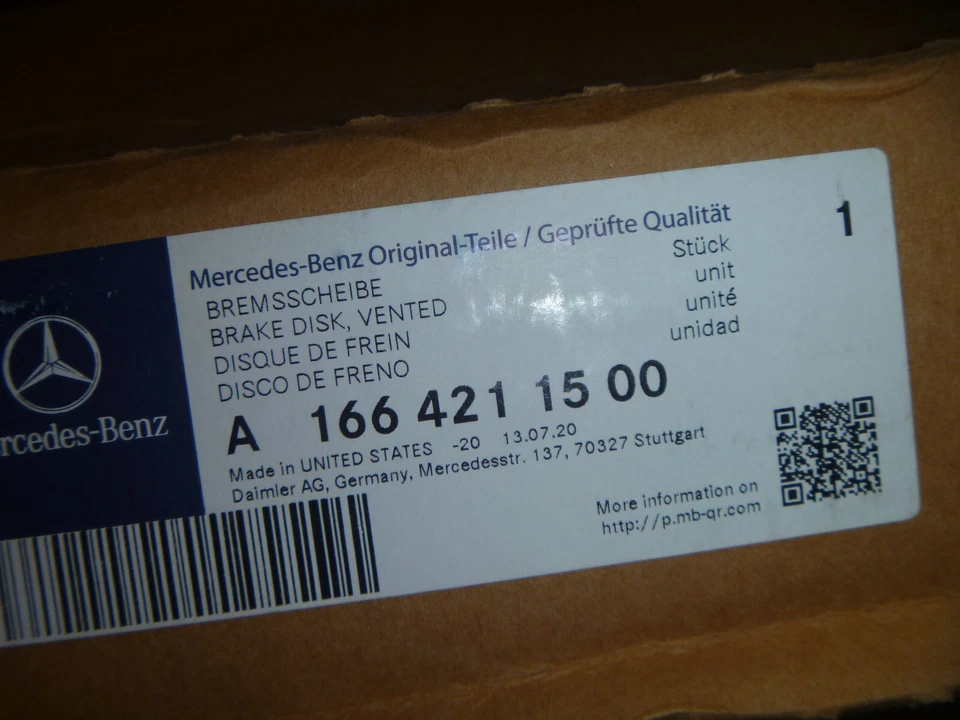 Mercedes-Benz Original-Teile / Geprüfte Qualität
BREMSSCHEIBE
BRAKE DISK, VENTED
DISQUE DE FREIN
DISCO DE FRENO
Stück
unit
unité
unidad
1
A 166 421 15 00
Made in UNITED STATES -20 13.07.20
Daimler AG, Germany, Mercedesstr. 137, 70327 Stuttgart
More information on
http://p.mb-qr.com
rcedes-Benz